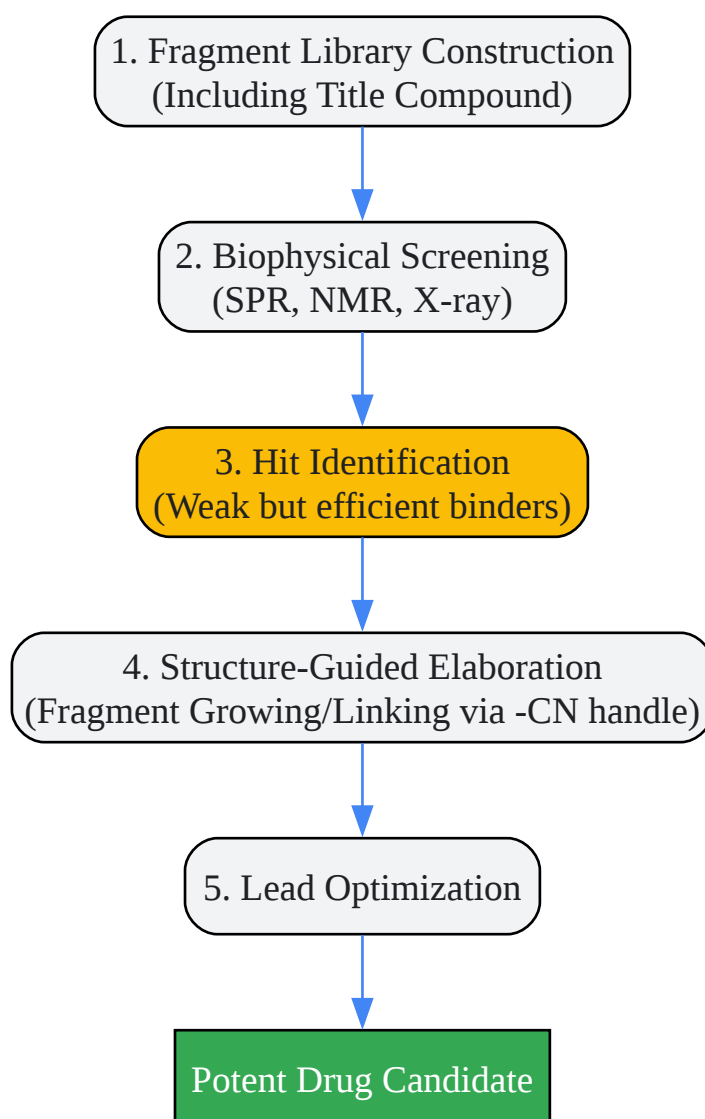 1. Fragment Library Construction
(Including Title Compound)
2. Biophysical Screening
(SPR, NMR, X-ray)
3. Hit Identification
(Weak but efficient binders)
4. Structure-Guided Elaboration
(Fragment Growing/Linking via -CN handle)
5. Lead Optimization
Potent Drug Candidate